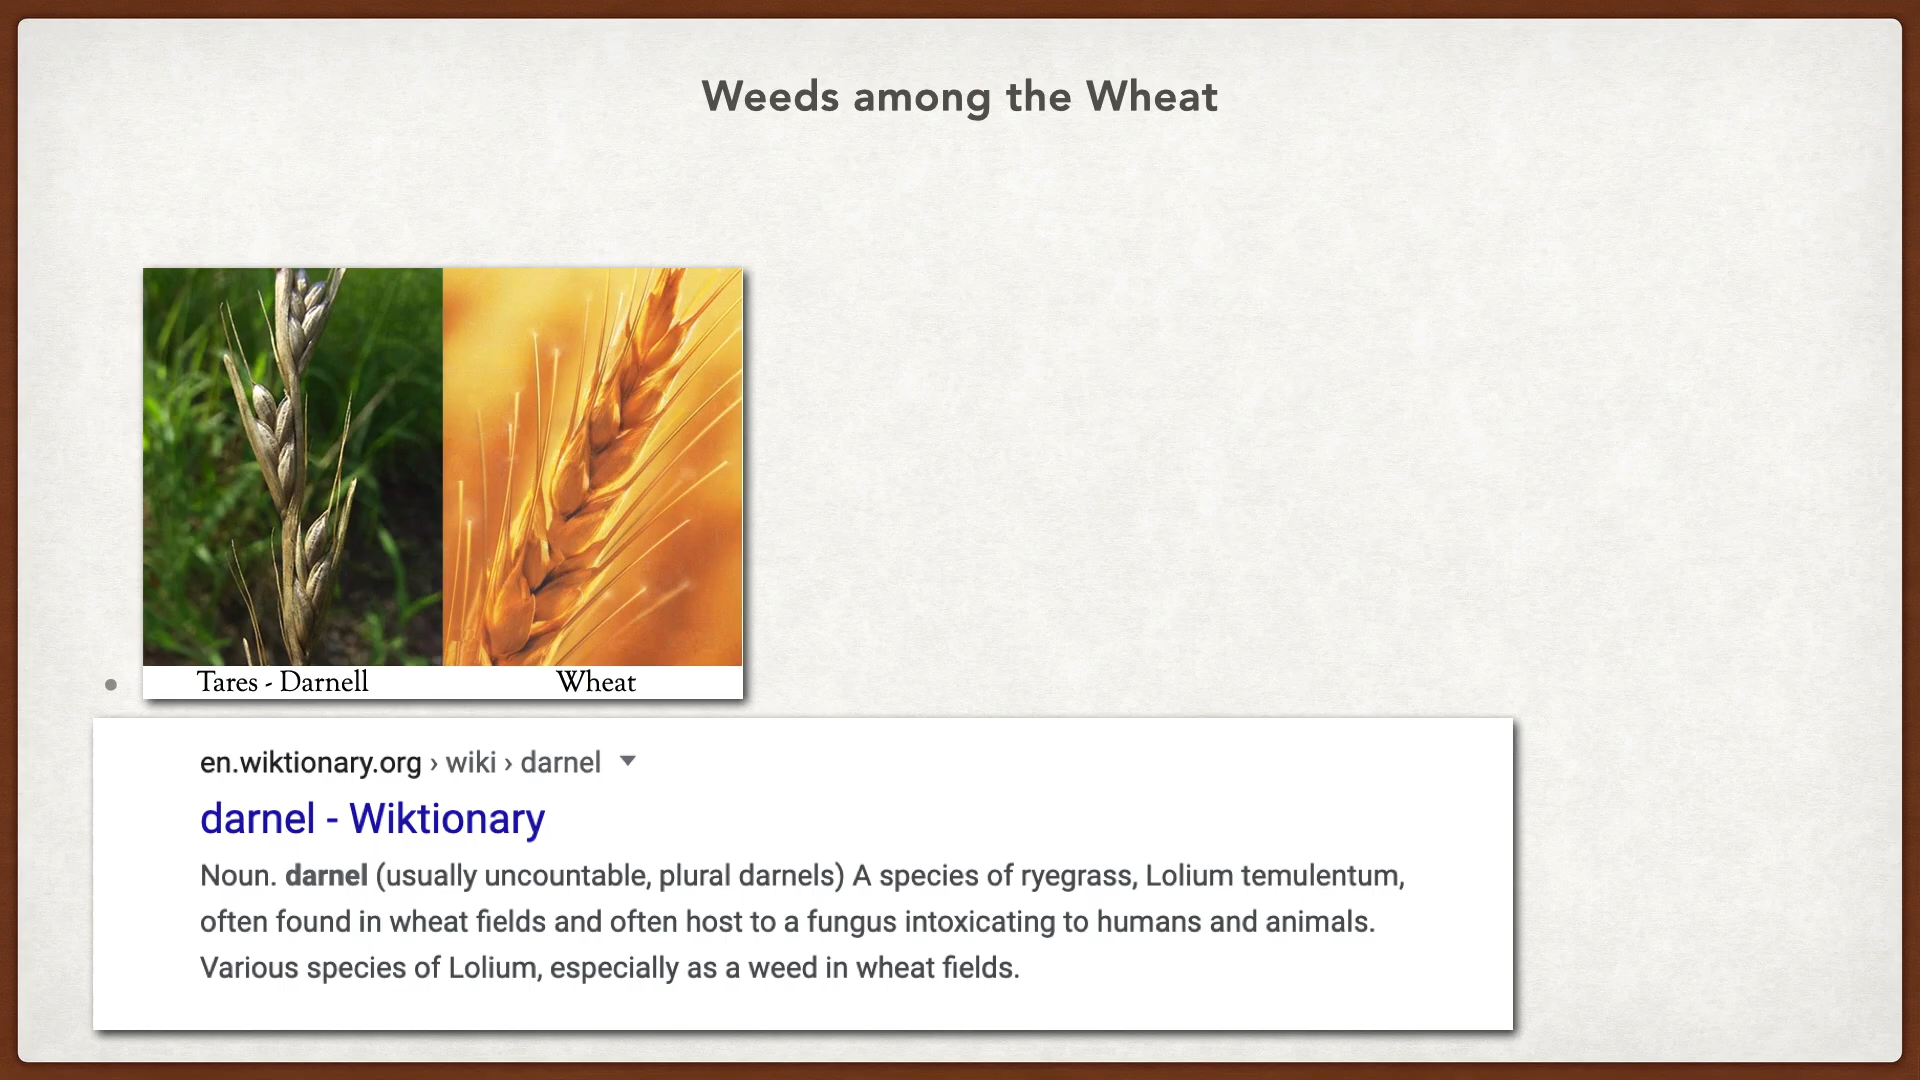 Weeds among the Wheat
Tares - Darnell Wheat
en.wiktionary.org › wiki › darnel
darnel - Wiktionary
Noun. darnel (usually uncountable, plural darnels) A species of ryegrass, Lolium temulentum,
often found in wheat fields and often host to a fungus intoxicating to humans and animals.
Various species of Lolium, especially as a weed in wheat fields.